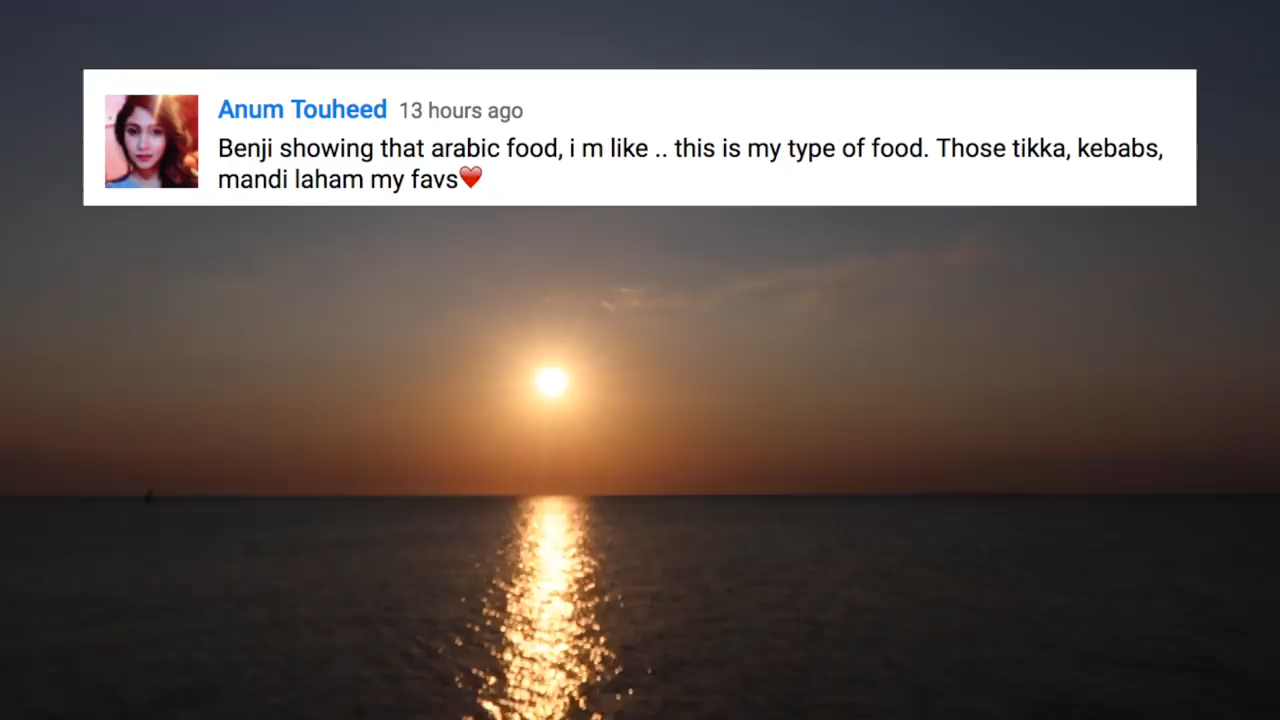 Anum Touheed 13 hours ago
Benji showing that arabic food, i m like .. this is my type of food. Those tikka, kebabs,
mandi laham my favs❤️